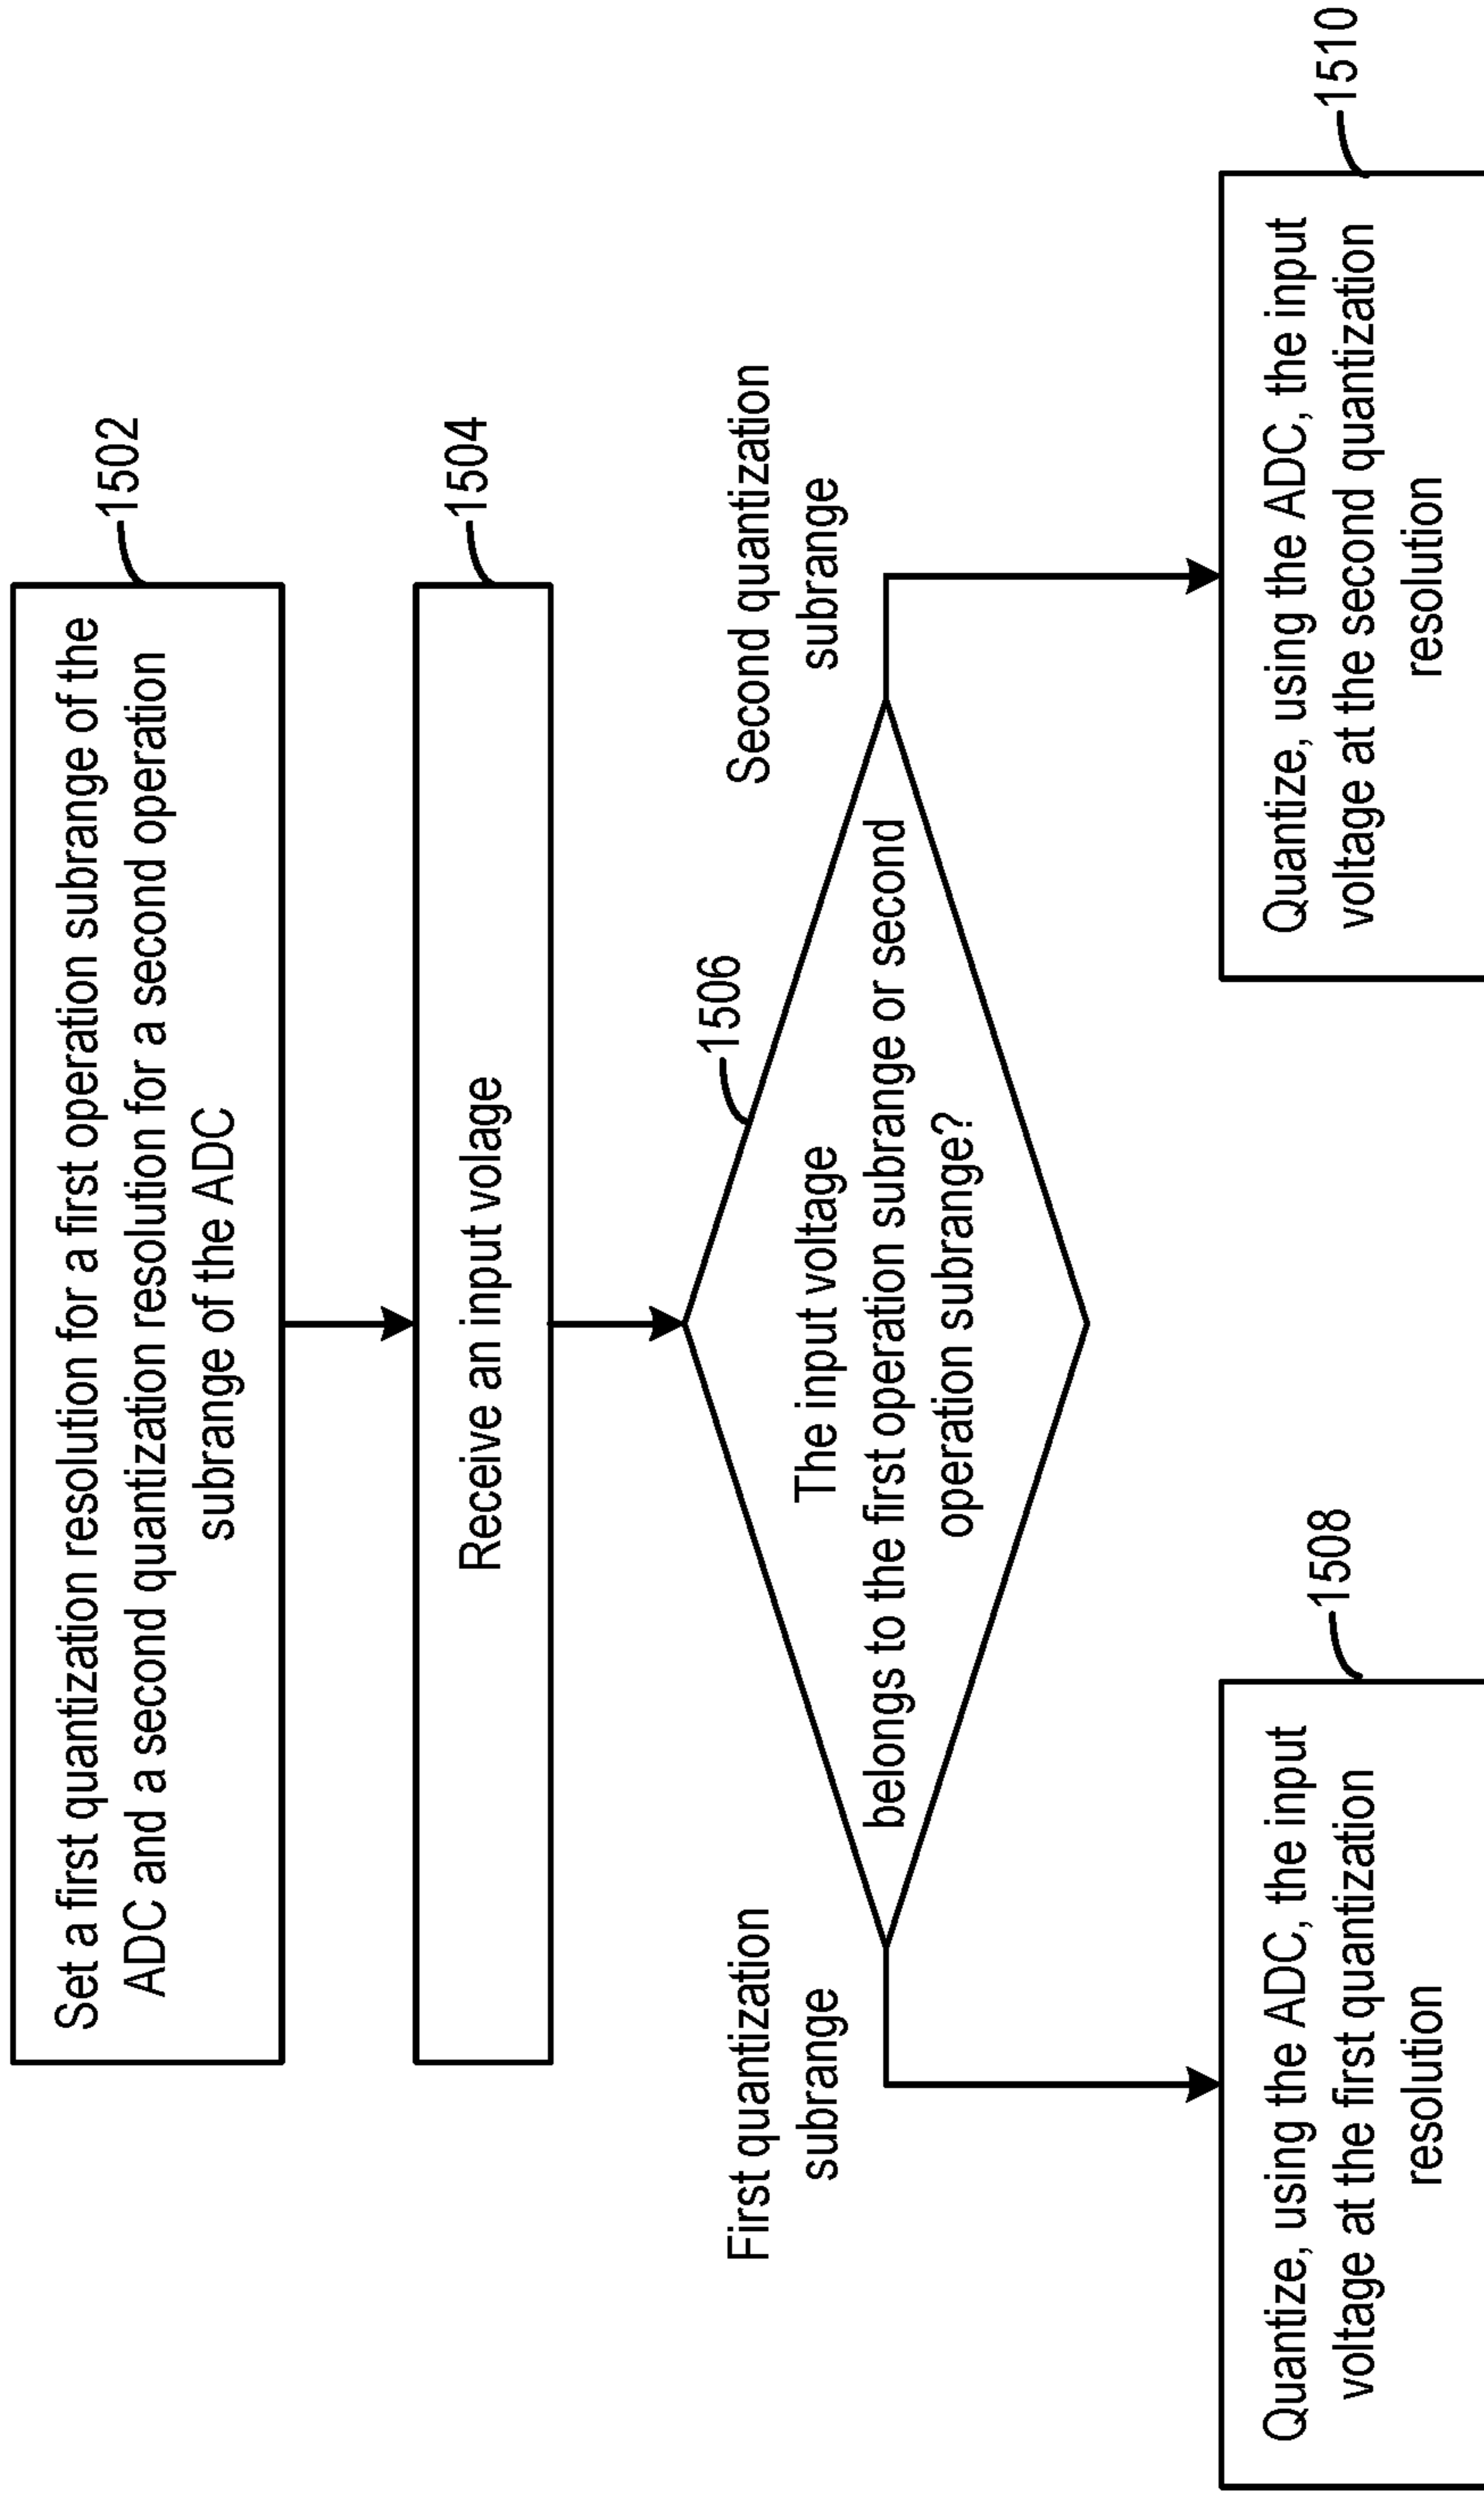 Set a first quantization resolution for a first operation subrange of the
ADC and a second quantization resolution for a second operation
subrange of the ADC
1502
Receive an input volage
1504
1506
The input voltage
belongs to the first operation subrange or second
operation subrange?
First quantization
subrange
Second quantization
subrange
Quantize, using the ADC, the input
voltage at the first quantization
resolution
1508
Quantize, using the ADC, the input
voltage at the second quantization
resolution
1510